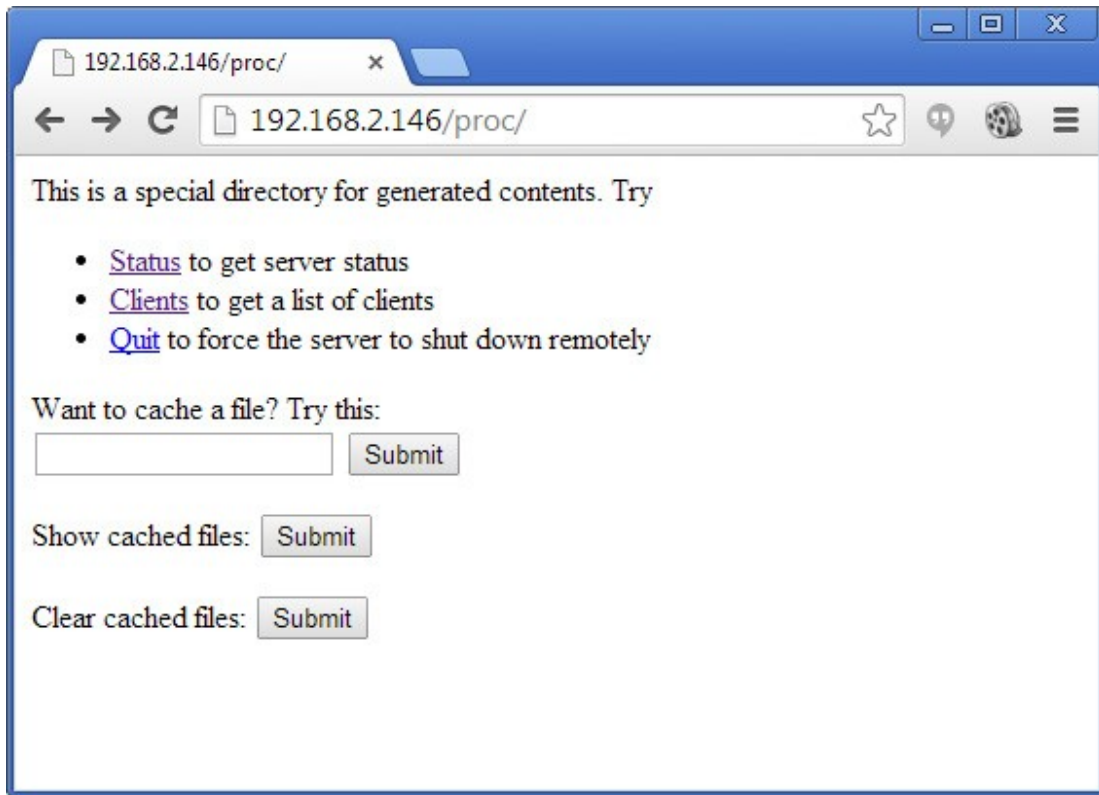 192.168.2.146/proc/
192.168.2.146/proc/
This is a special directory for generated contents. Try
• Status to get server status
• Clients to get a list of clients
• Quit to force the server to shut down remotely
Want to cache a file? Try this:
Submit
Show cached files: Submit
Clear cached files: Submit